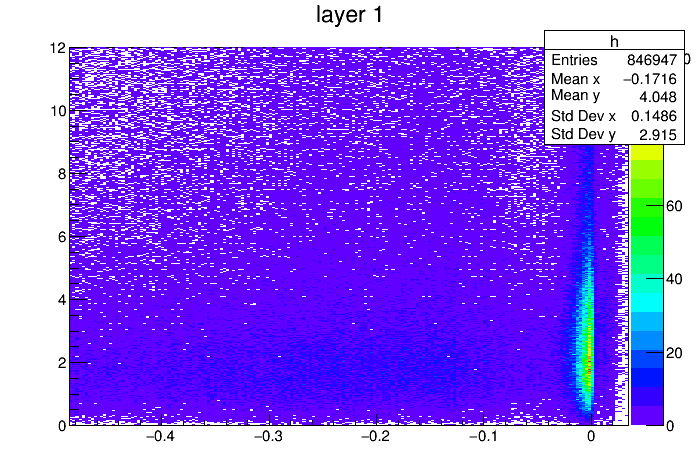 layer 1
h
Entries 846947
Mean x −0.1716
Mean y 4.048
Std Dev x 0.1486
Std Dev y 2.915
12
10
8
6
4
2
0
−0.4 −0.3 −0.2 −0.1 0
60
40
20
0